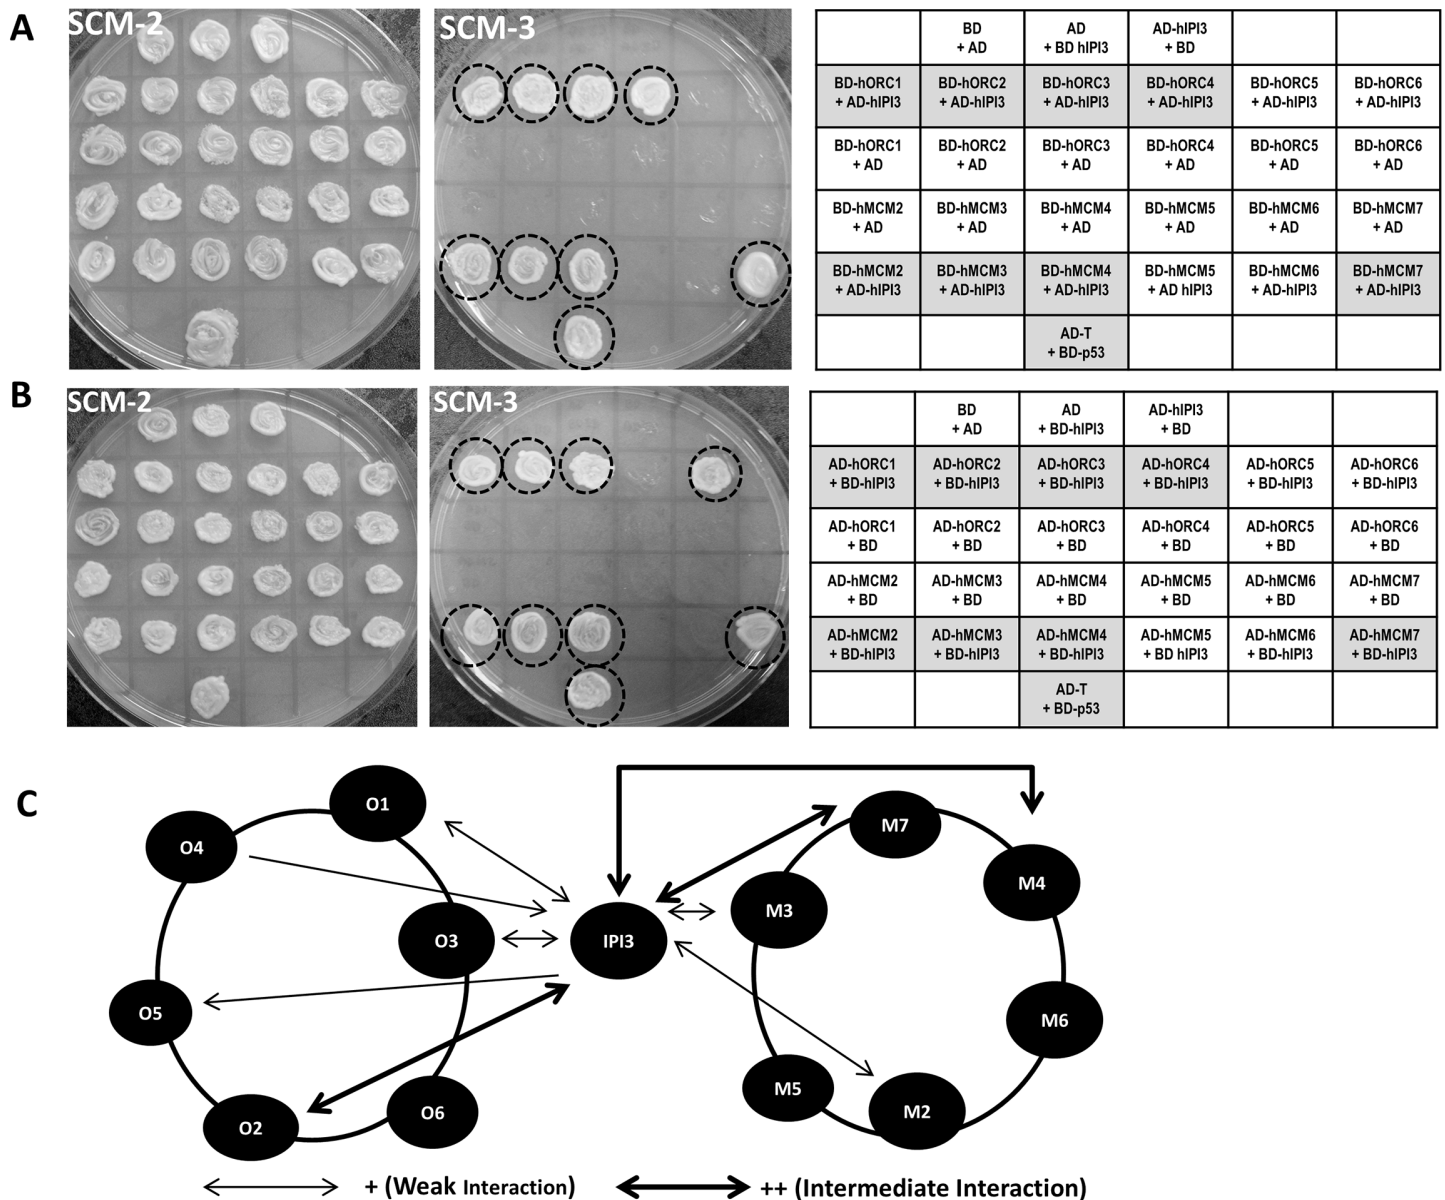 A
SCM-2
SCM-3
BD
+ AD
AD
+ BD hIPI3
AD-hIPI3
+ BD
BD-hORC1
+ AD-hIPI3
BD-hORC2
+ AD-hIPI3
BD-hORC3
+ AD-hIPI3
BD-hORC4
+ AD-hIPI3
BD-hORC5
+ AD-hIPI3
BD-hORC6
+ AD-hIPI3
BD-hORC1
+ AD
BD-hORC2
+ AD
BD-hORC3
+ AD
BD-hORC4
+ AD
BD-hORC5
+ AD
BD-hORC6
+ AD
BD-hMCM2
+ AD
BD-hMCM3
+ AD
BD-hMCM4
+ AD
BD-hMCM5
+ AD
BD-hMCM6
+ AD
BD-hMCM7
+ AD
BD-hMCM2
+ AD-hIPI3
BD-hMCM3
+ AD-hIPI3
BD-hMCM4
+ AD-hIPI3
BD-hMCM5
+ AD hIPI3
BD-hMCM6
+ AD-hIPI3
BD-hMCM7
+ AD-hIPI3
AD-T
+ BD-p53
B
SCM-2
SCM-3
BD
+ AD
AD
+ BD-hIPI3
AD-hIPI3
+ BD
AD-hORC1
+ BD-hIPI3
AD-hORC2
+ BD-hIPI3
AD-hORC3
+ BD-hIPI3
AD-hORC4
+ BD-hIPI3
AD-hORC5
+ BD-hIPI3
AD-hORC6
+ BD-hIPI3
AD-hORC1
+ BD
AD-hORC2
+ BD
AD-hORC3
+ BD
AD-hORC4
+ BD
AD-hORC5
+ BD
AD-hORC6
+ BD
AD-hMCM2
+ BD
AD-hMCM3
+ BD
AD-hMCM4
+ BD
AD-hMCM5
+ BD
AD-hMCM6
+ BD
AD-hMCM7
+ BD
AD-hMCM2
+ BD-hIPI3
AD-hMCM3
+ BD-hIPI3
AD-hMCM4
+ BD-hIPI3
AD-hMCM5
+ BD hIPI3
AD-hMCM6
+ BD-hIPI3
AD-hMCM7
+ BD-hIPI3
AD-T
+ BD-p53
C
O1
O4
O3
O5
O2
O6
IPI3
M7
M4
M3
M6
M5
M2
+ (Weak Interaction)
++ (Intermediate Interaction)